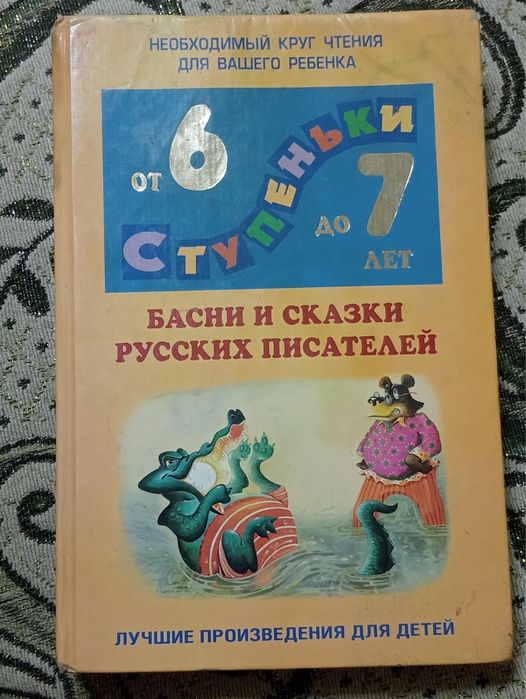 НЕОБХОДИМЫЙ КРУГ ЧТЕНИЯ
ДЛЯ ВАШЕГО РЕБЕНКА
ОТ 6
СТУПЕНЬКИ
ДО 7
ЛЕТ
БАСНИ И СКАЗКИ
РУССКИХ ПИСАТЕЛЕЙ
ЛУЧШИЕ ПРОИЗВЕДЕНИЯ ДЛЯ ДЕТЕЙ